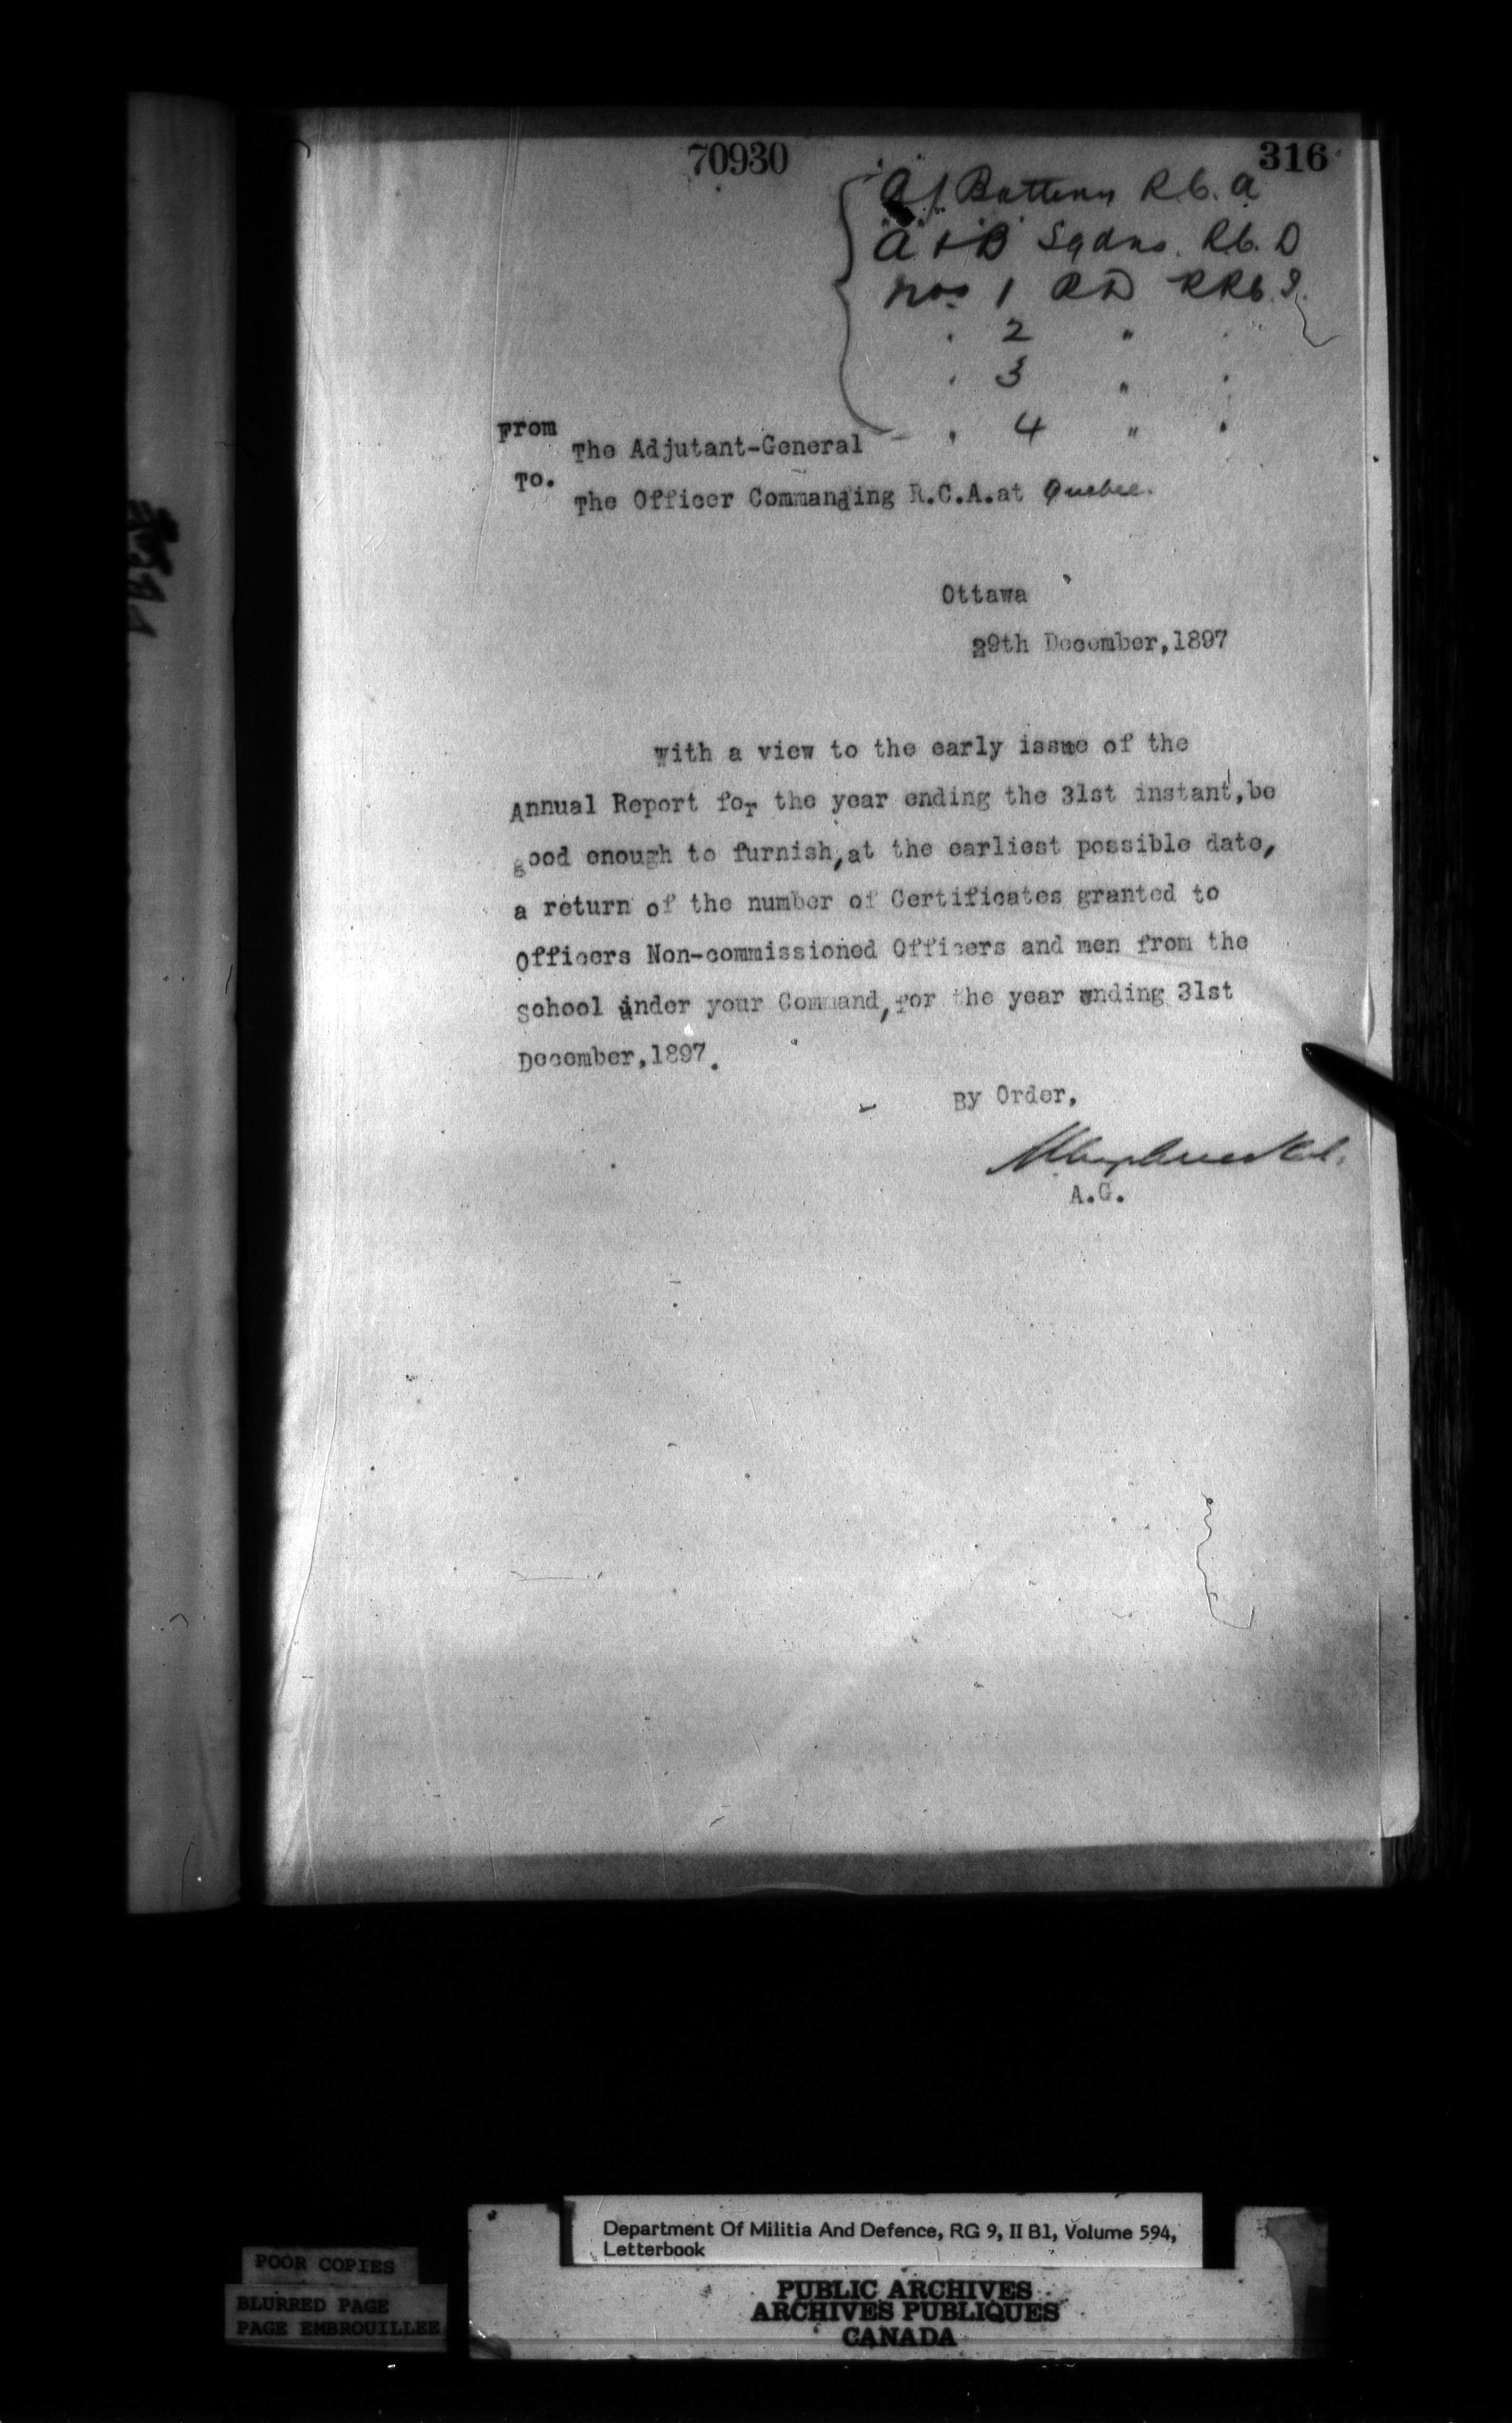 70930
316
"A" Battery R.C.A
"A" & "B" Sqdns. R.C.D
Nos 1 RD RRCI.
" 2 " "
" 3 " "
" 4 " "
From
The Adjutant-General
To.
The Officer Commanding R.C.A.at Quebec.
Ottawa
29th December,1897
With a view to the early issue of the
Annual Report for the year ending the 31st instant,be
good enough to furnish,at the earliest possible date,
a return of the number of Certificates granted to
Officers Non-commissioned Officers and men from the
School under your Command,for the year ending 31st
December,1897.
By Order,
A.G.
Department Of Militia And Defence, RG 9, II B1, Volume 594,
Letterbook
POOR COPIES
BLURRED PAGE
PAGE EMBROUILLEE
PUBLIC ARCHIVES
ARCHIVES PUBLIQUES
CANADA